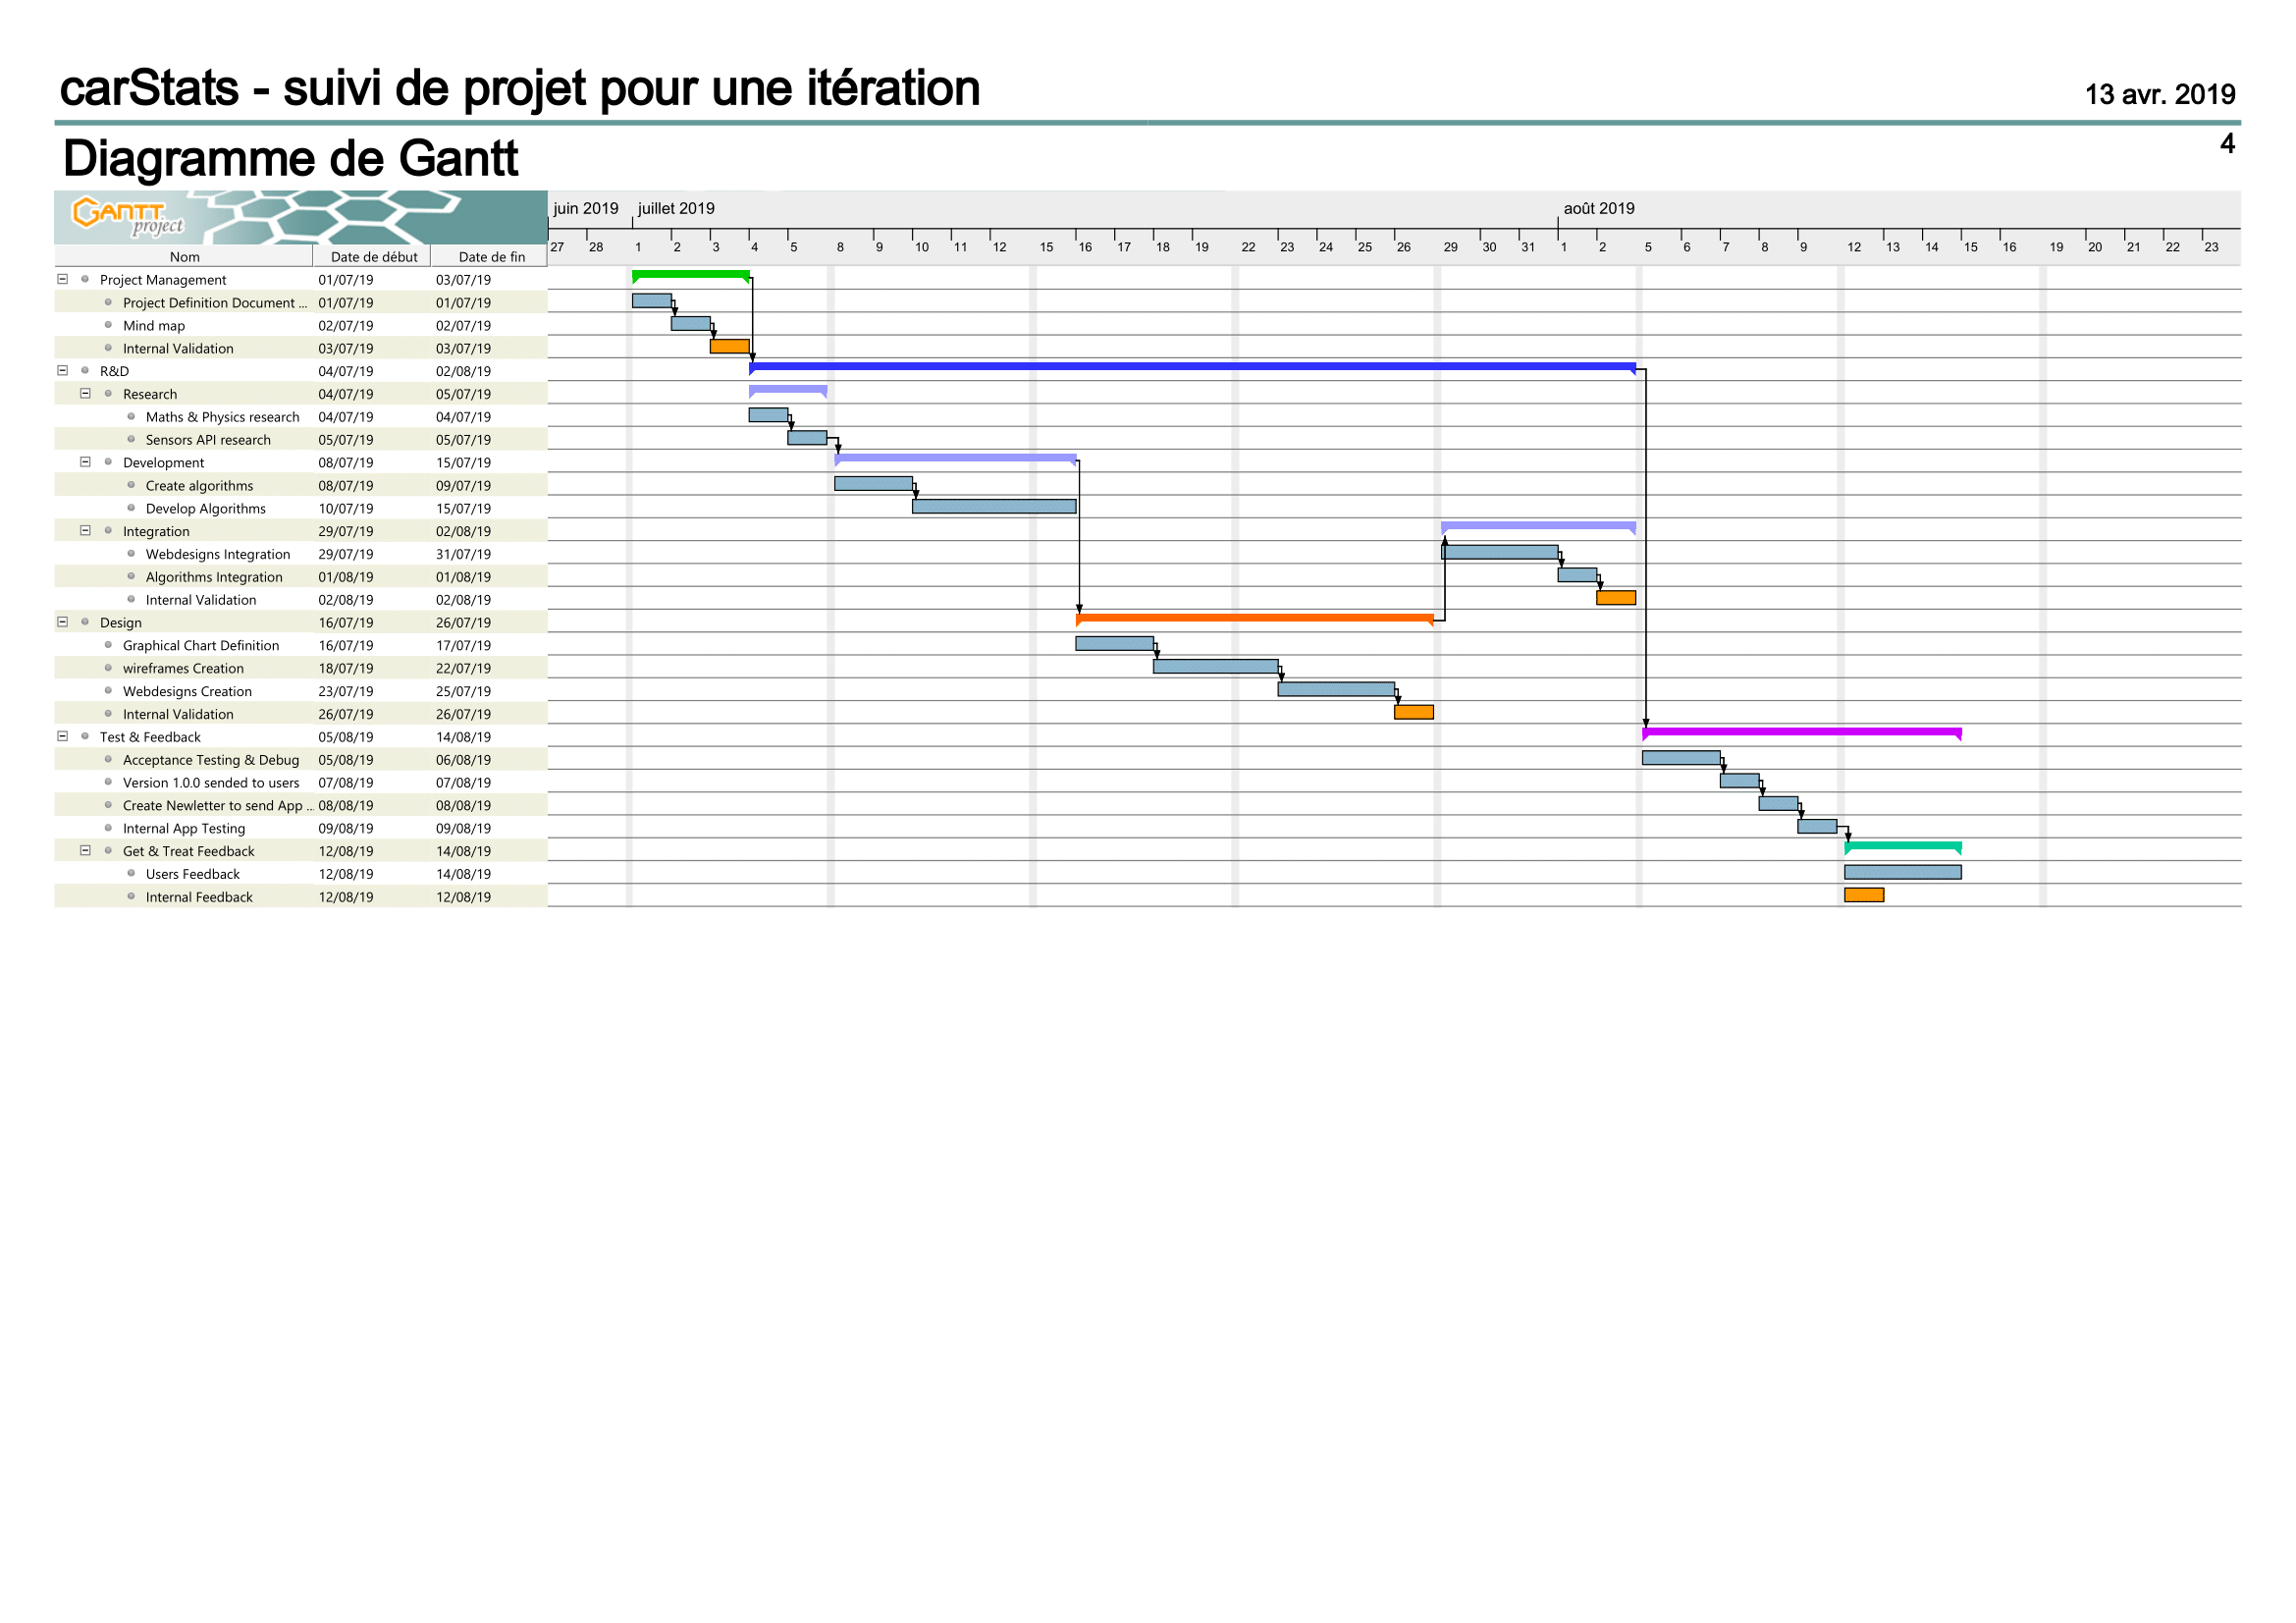 carStats - suivi de projet pour une itération
13 avr. 2019
Diagramme de Gantt
4
GANTT project
juin 2019 juillet 2019 août 2019
Nom Date de début Date de fin
27 28 1 2 3 4 5 8 9 10 11 12 15 16 17 18 19 22 23 24 25 26 29 30 31 1 2 5 6 7 8 9 12 13 14 15 16 19 20 21 22 23
Project Management 01/07/19 03/07/19
Project Definition Document ... 01/07/19 01/07/19
Mind map 02/07/19 02/07/19
Internal Validation 03/07/19 03/07/19
R&D 04/07/19 02/08/19
Research 04/07/19 05/07/19
Maths & Physics research 04/07/19 04/07/19
Sensors API research 05/07/19 05/07/19
Development 08/07/19 15/07/19
Create algorithms 08/07/19 09/07/19
Develop Algorithms 10/07/19 15/07/19
Integration 29/07/19 02/08/19
Webdesigns Integration 29/07/19 31/07/19
Algorithms Integration 01/08/19 01/08/19
Internal Validation 02/08/19 02/08/19
Design 16/07/19 26/07/19
Graphical Chart Definition 16/07/19 17/07/19
wireframes Creation 18/07/19 22/07/19
Webdesigns Creation 23/07/19 25/07/19
Internal Validation 26/07/19 26/07/19
Test & Feedback 05/08/19 14/08/19
Acceptance Testing & Debug 05/08/19 06/08/19
Version 1.0.0 sended to users 07/08/19 07/08/19
Create Newletter to send App ... 08/08/19 08/08/19
Internal App Testing 09/08/19 09/08/19
Get & Treat Feedback 12/08/19 14/08/19
Users Feedback 12/08/19 14/08/19
Internal Feedback 12/08/19 12/08/19